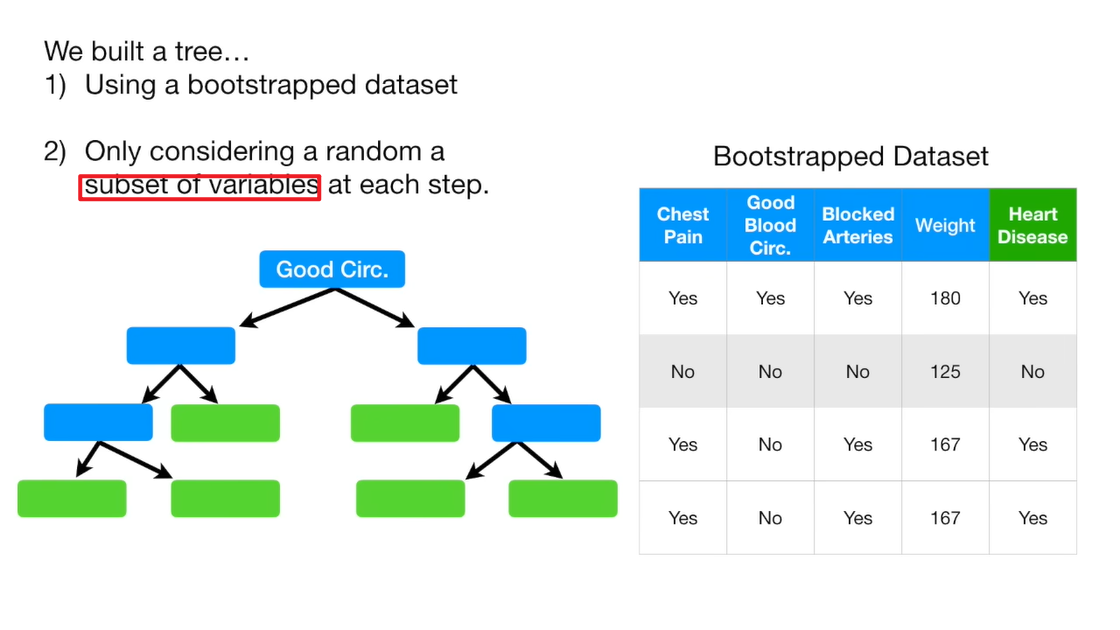 We built a tree…
1) Using a bootstrapped dataset
2) Only considering a random a
subset of variables at each step.
Good Circ.
Bootstrapped Dataset
Chest Pain Good Blood Circ. Blocked Arteries Weight Heart Disease
Yes Yes Yes 180 Yes
No No No 125 No
Yes No Yes 167 Yes
Yes No Yes 167 Yes